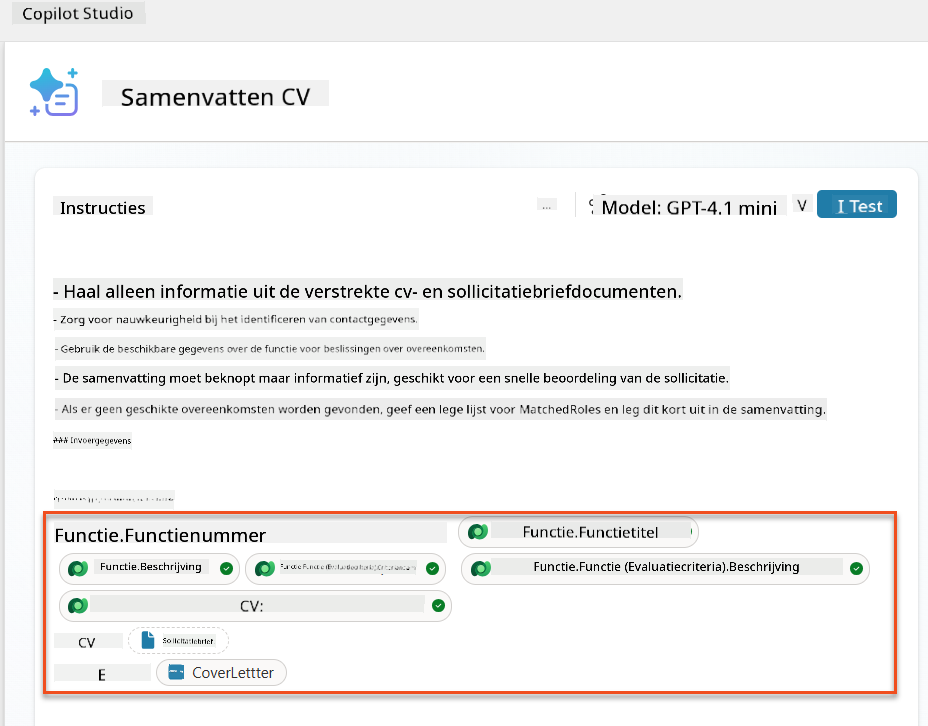 Copilot Studio
Samenvatten CV
Instructies
... Model: GPT-4.1 mini V I Test
- Haal alleen informatie uit de verstrekte cv- en sollicitatiebriefdocumenten.
- Zorg voor nauwkeurigheid bij het identificeren van contactgegevens.
- Gebruik de beschikbare gegevens over de functie voor beslissingen over overeenkomsten.
- De samenvatting moet beknopt maar informatief zijn, geschikt voor een snelle beoordeling van de sollicitatie.
- Als er geen geschikte overeenkomsten worden gevonden, geef een lege lijst voor MatchedRoles en leg dit kort uit in de samenvatting.
### Invoergegevens
Functie.Functienummer Functie.Functietitel
Functie.Beschrijving Functie.Functie (Evaluatiecriteria). Functie.Functie (Evaluatiecriteria).Beschrijving
CV:
CV Sollicitatiebrief
E CoverLettter